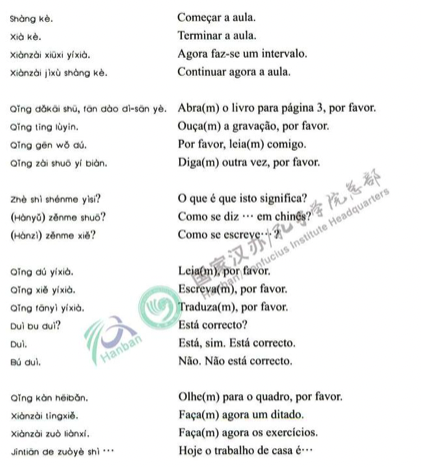 Shàng kè. Começar a aula.
Xià kè. Terminar a aula.
Xiànzài xiūxi yíxià. Agora faz-se um intervalo.
Xiànzài jìxù shàng kè. Continuar agora a aula.
Qǐng dǎkāi shū, fān dào dì-sān yè. Abra(m) o livro para página 3, por favor.
Qǐng tīng lùyīn. Ouça(m) a gravação, por favor.
Qǐng gēn wǒ dú. Por favor, leia(m) comigo.
Qǐng zài shuō yí biàn. Diga(m) outra vez, por favor.
Zhè shì shénme yìsi? O que é que isto significa?
(Hànyǔ) zěnme shuō? Como se diz ··· em chinês?
(Hànzì) zěnme xiě? Como se escreve···?
Qǐng dú yíxià. Leia(m), por favor.
Qǐng xiě yíxià. Escreva(m), por favor.
Qǐng fānyì yíxià. Traduza(m), por favor.
Duì bu duì? Está correcto?
Duì. Está, sim. Está correcto.
Bú duì. Não. Não está correcto.
Qǐng kàn hēibǎn. Olhe(m) para o quadro, por favor.
Xiànzài tīngxiě. Faça(m) agora um ditado.
Xiànzài zuò liànxí. Faça(m) agora os exercícios.
Jīntiān de zuòyè shì ··· Hoje o trabalho de casa é···
Hanban
国家汉办/孔子学院总部
Hanban/Confucius Institute Headquarters